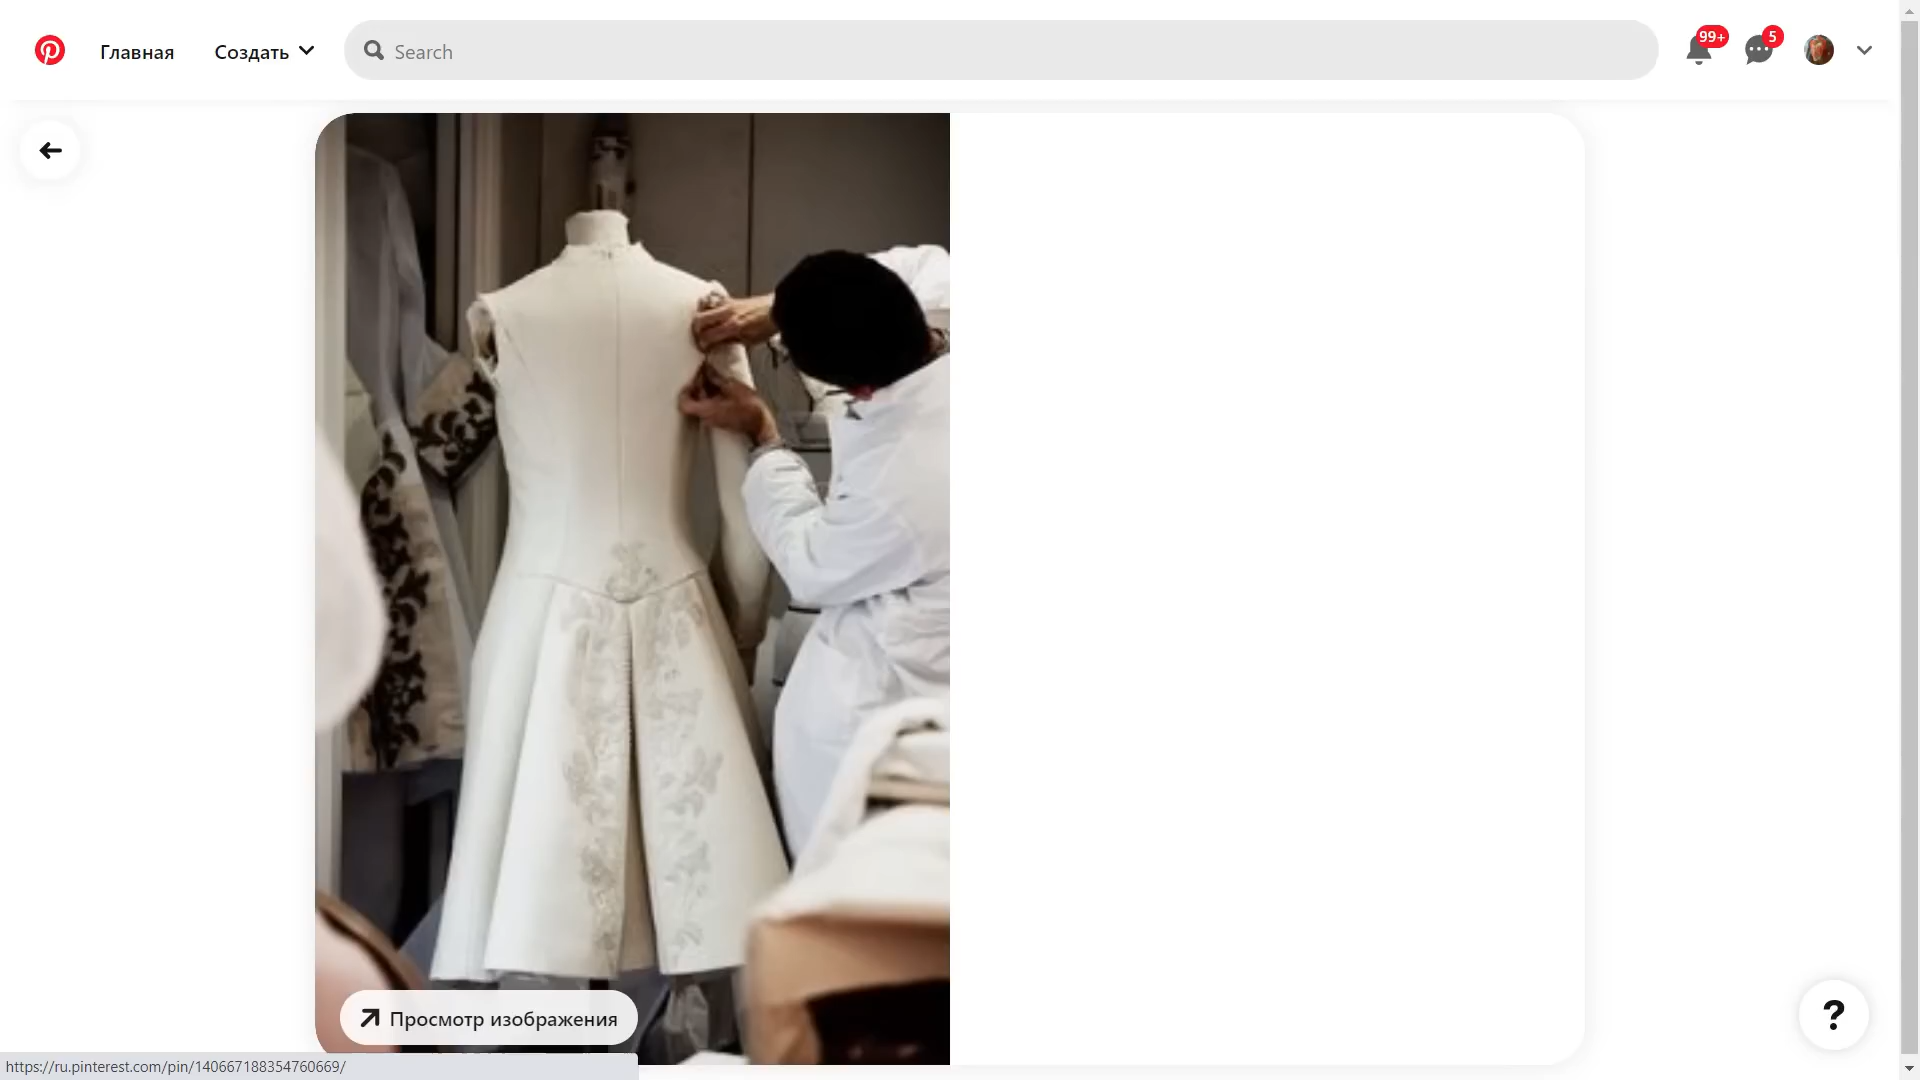 Главная
Создать
Search
99+
5
Просмотр изображения
?
https://ru.pinterest.com/pin/140667188354760669/